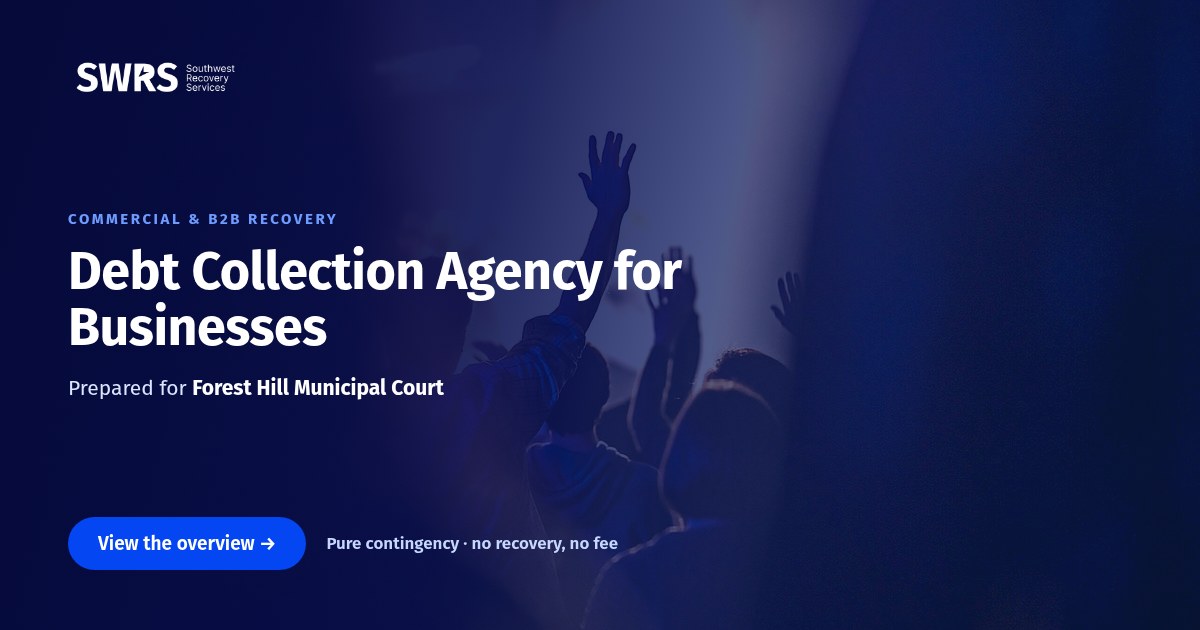 SWRS
Southwest
Recovery
Services
COMMERCIAL & B2B RECOVERY
Debt Collection Agency for
Businesses
Prepared for Forest Hill Municipal Court
View the overview →
Pure contingency · no recovery, no fee